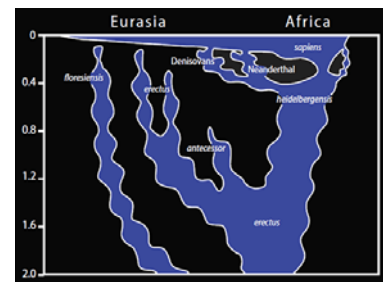 Eurasia Africa
0
sapiens
Denisovans
Neanderthal
floresiensis
0.4
erectus
heidelbergensis
0.8
antecessor
1.2
erectus
1.6
2.0